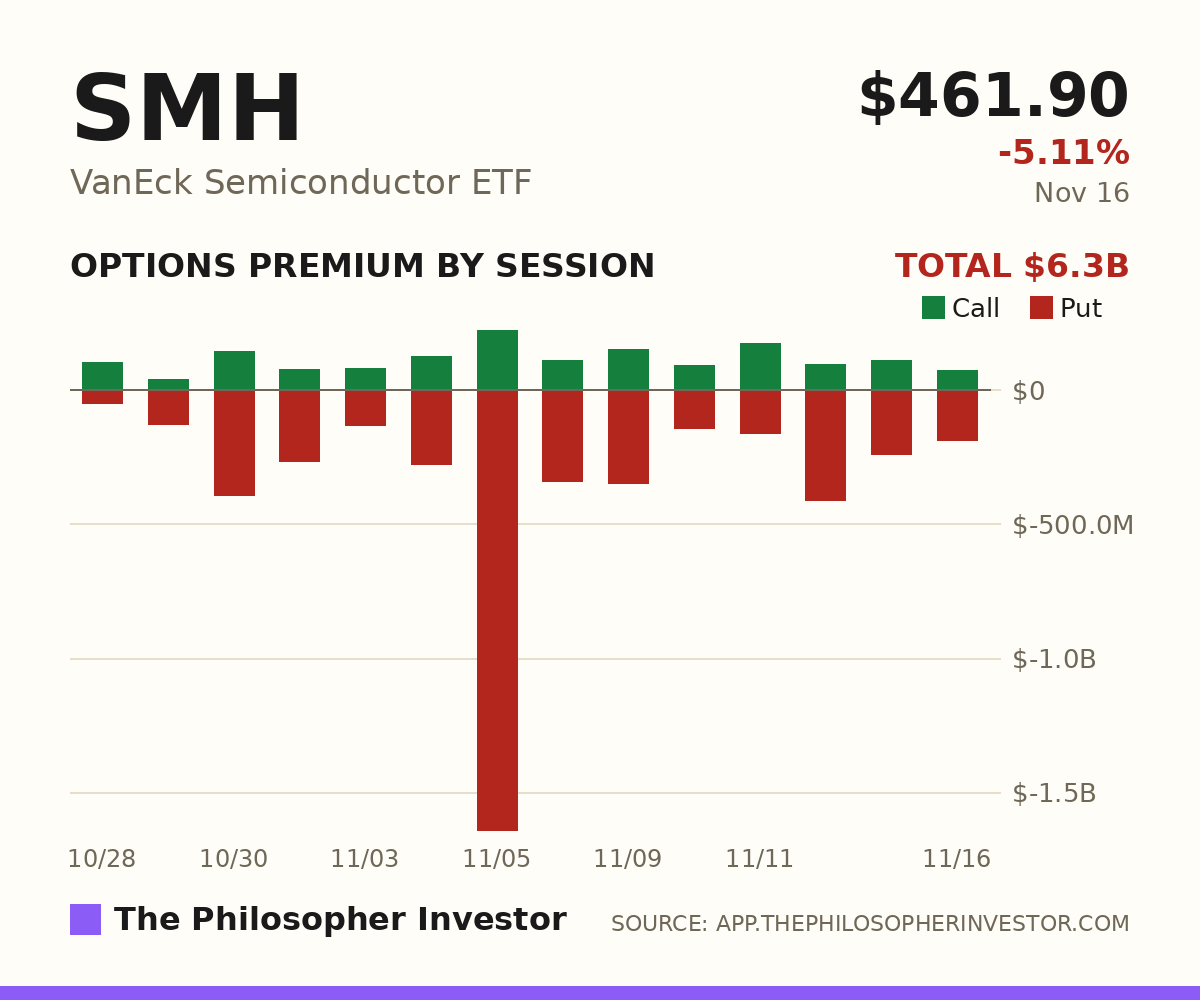 SMH
$461.90
-5.11%
VanEck Semiconductor ETF
Nov 16
OPTIONS PREMIUM BY SESSION
TOTAL $6.3B
Call
Put
$0
$-500.0M
$-1.0B
$-1.5B
10/28 10/30 11/03 11/05 11/09 11/11 11/16
The Philosopher Investor
SOURCE: APP.THEPHILOSOPHERINVESTOR.COM